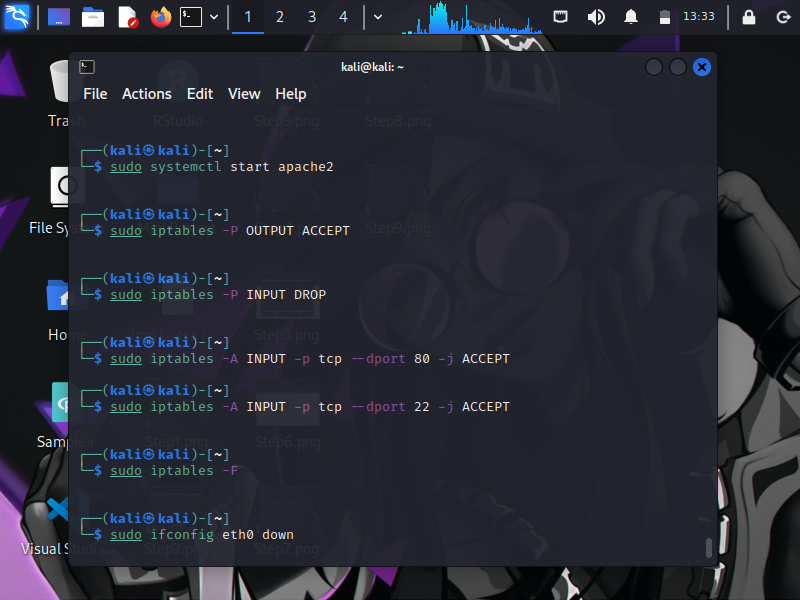 1 2 3 4 13:33
kali@kali: ~
File Actions Edit View Help
Trash
RStudio
Step3.png
Step8.png
┌──(kali㉿kali)-[~]
└─$ sudo systemctl start apache2
File Sy
Step9.png
┌──(kali㉿kali)-[~]
└─$ sudo iptables -P OUTPUT ACCEPT
┌──(kali㉿kali)-[~]
└─$ sudo iptables -P INPUT DROP
Home
Step5.png
┌──(kali㉿kali)-[~]
└─$ sudo iptables -A INPUT -p tcp --dport 80 -j ACCEPT
┌──(kali㉿kali)-[~]
└─$ sudo iptables -A INPUT -p tcp --dport 22 -j ACCEPT
Sample.r
Step1.png
Step6.png
┌──(kali㉿kali)-[~]
└─$ sudo iptables -F
┌──(kali㉿kali)-[~]
└─$ sudo ifconfig eth0 down
Visual Studi
Step2.png
Step7.png